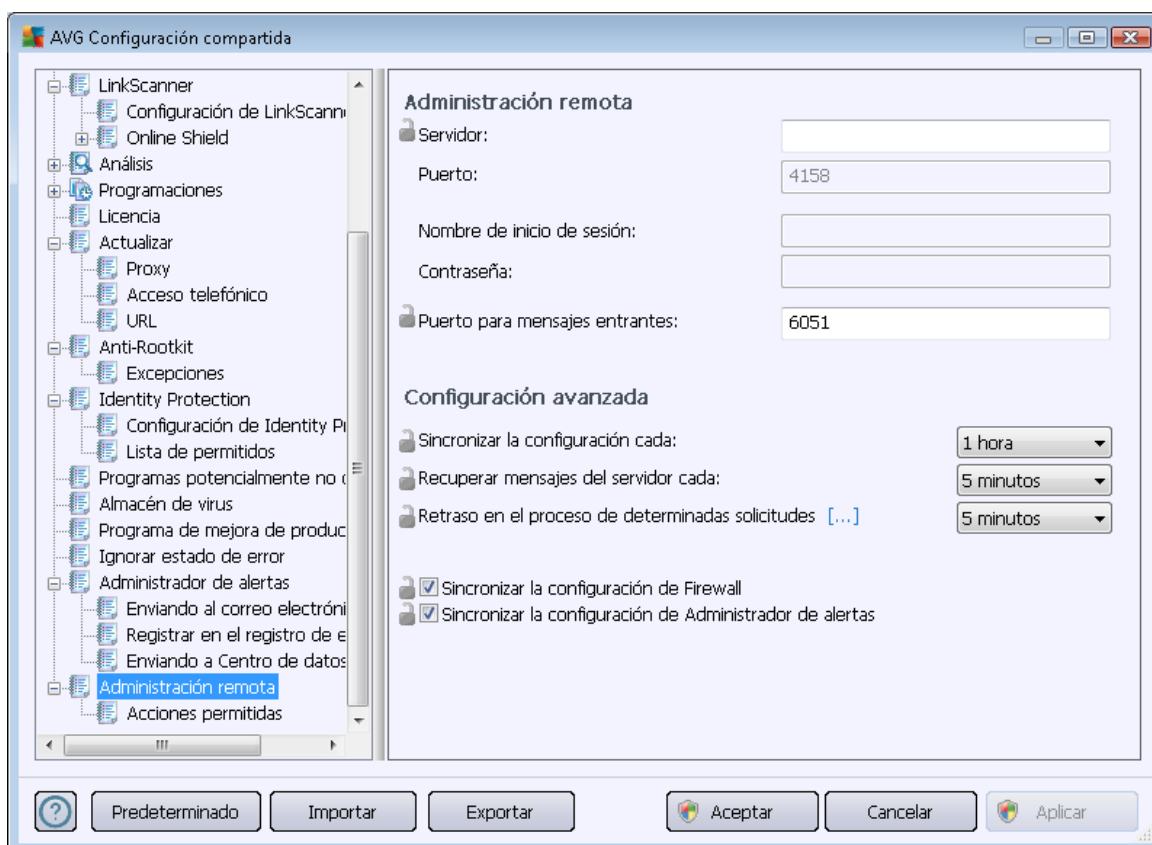 AVG Configuración compartida
LinkScanner
Configuración de LinkScann
Online Shield
Análisis
Programaciones
Licencia
Actualizar
Proxy
Acceso telefónico
URL
Anti-Rootkit
Excepciones
Identity Protection
Configuración de Identity P
Lista de permitidos
Programas potencialmente no
Almacén de virus
Programa de mejora de produc
Ignorar estado de error
Administrador de alertas
Enviando al correo electróni
Registrar en el registro de e
Enviando a Centro de datos
Administración remota
Acciones permitidas
Administración remota
Servidor:
Puerto: 4158
Nombre de inicio de sesión:
Contraseña:
Puerto para mensajes entrantes: 6051
Configuración avanzada
Sincronizar la configuración cada: 1 hora
Recuperar mensajes del servidor cada: 5 minutos
Retraso en el proceso de determinadas solicitudes [...] 5 minutos
Sincronizar la configuración de Firewall
Sincronizar la configuración de Administrador de alertas
? Predeterminado Importar Exportar Aceptar Cancelar Aplicar